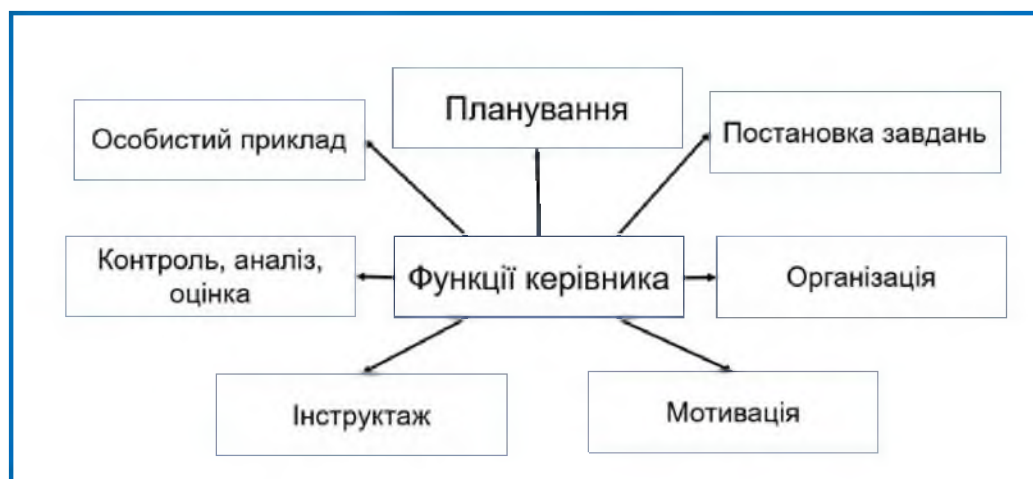 Планування
Особистий приклад
Постановка завдань
Контроль, аналіз,
оцінка
Функції керівника
Організація
Інструктаж
Мотивація